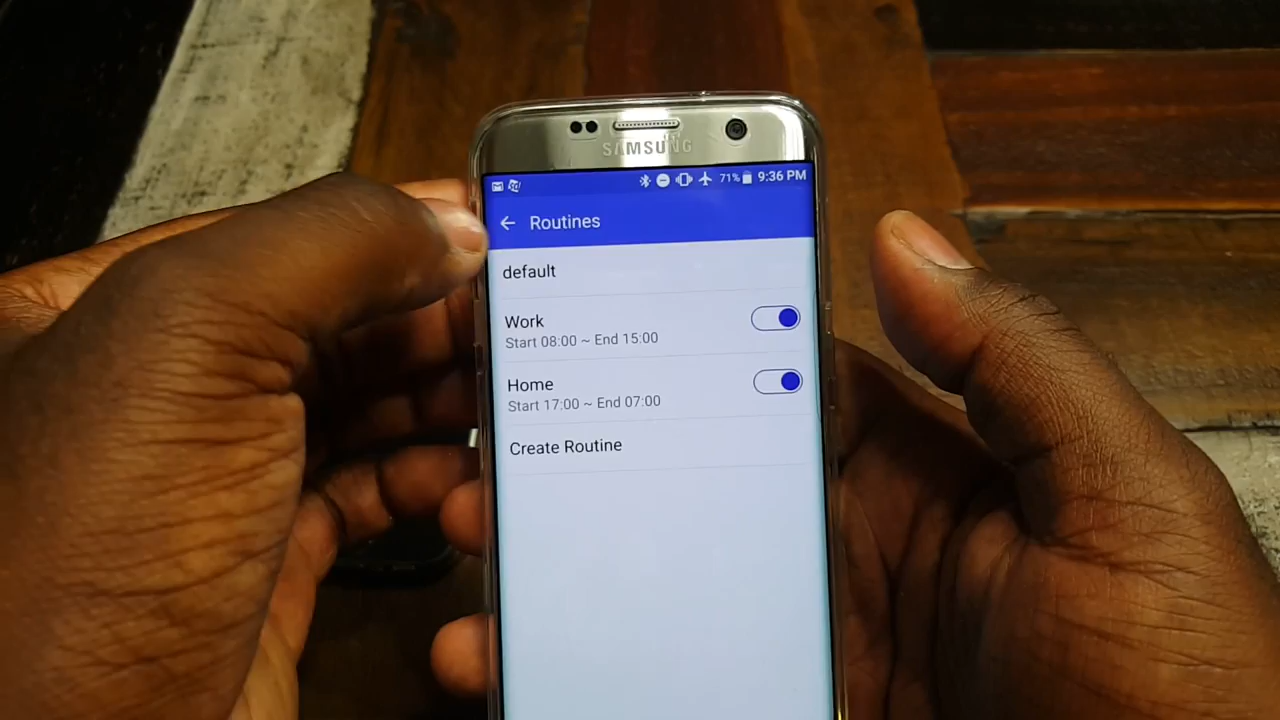 SAMSUNG
71% 9:36 PM
Routines
default
Work
Start 08:00 ~ End 15:00
Home
Start 17:00 ~ End 07:00
Create Routine